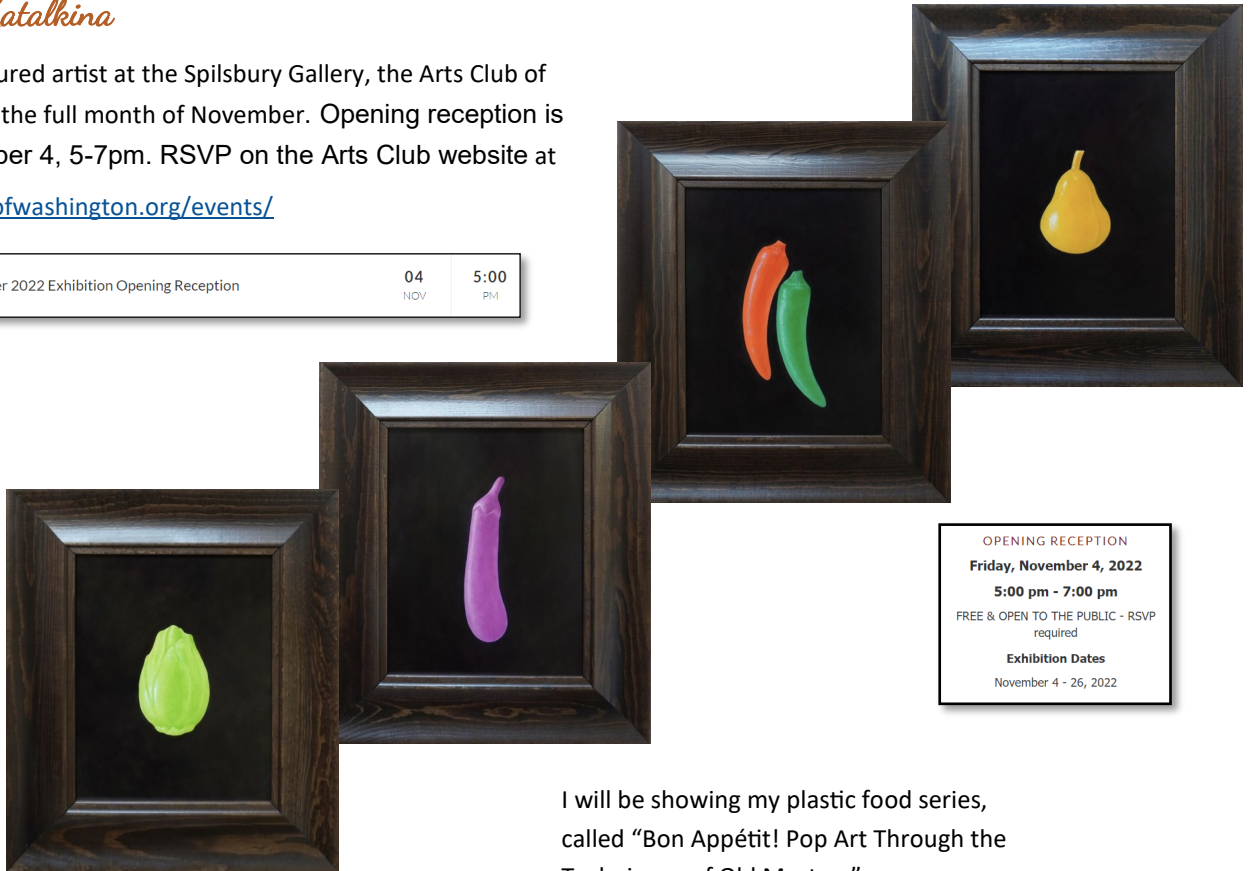 atalkina
ured artist at the Spilsbury Gallery, the Arts Club of
the full month of November. Opening reception is
ber 4, 5-7pm. RSVP on the Arts Club website at
ofwashington.org/events/
er 2022 Exhibition Opening Reception 04 NOV 5:00 PM
OPENING RECEPTION
Friday, November 4, 2022
5:00 pm - 7:00 pm
FREE & OPEN TO THE PUBLIC - RSVP
required
Exhibition Dates
November 4 - 26, 2022
I will be showing my plastic food series,
called “Bon Appétit! Pop Art Through the